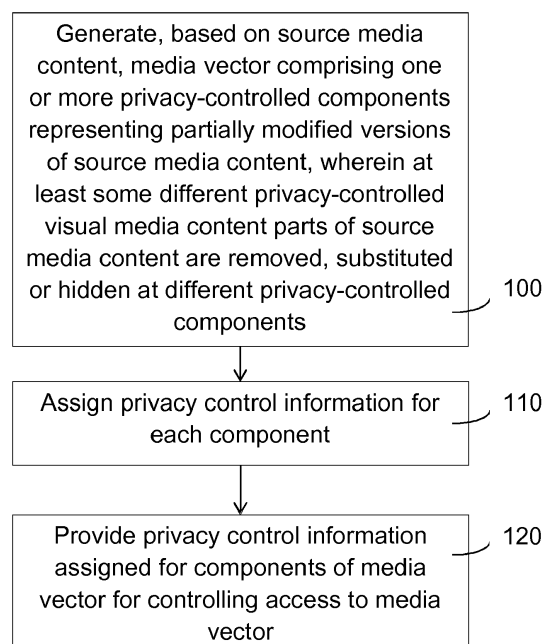 Generate, based on source media
content, media vector comprising one
or more privacy-controlled components
representing partially modified versions
of source media content, wherein at
least some different privacy-controlled
visual media content parts of source
media content are removed, substituted
or hidden at different privacy-controlled
components
100
Assign privacy control information for
each component
110
Provide privacy control information
assigned for components of media
vector for controlling access to media
vector
120